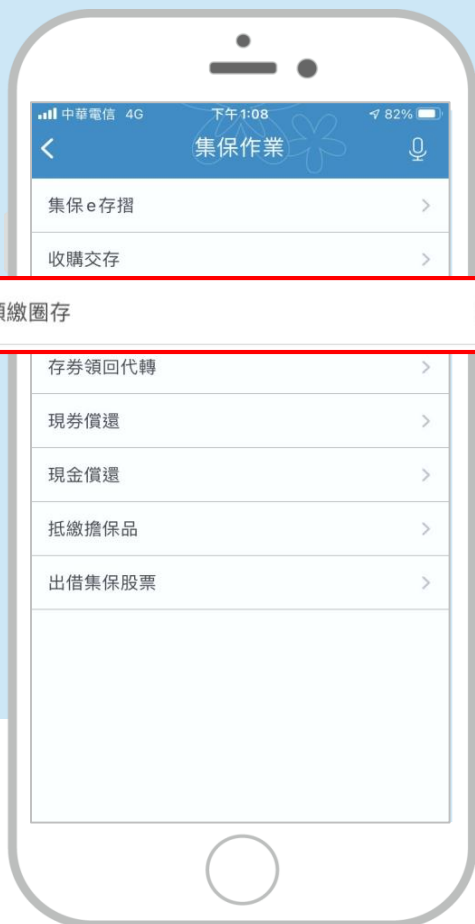 中華電信 4G 下午1:08 82%
集保作業
集保e存摺
收購交存
預繳圈存
存券領回代轉
現券償還
現金償還
抵繳擔保品
出借集保股票